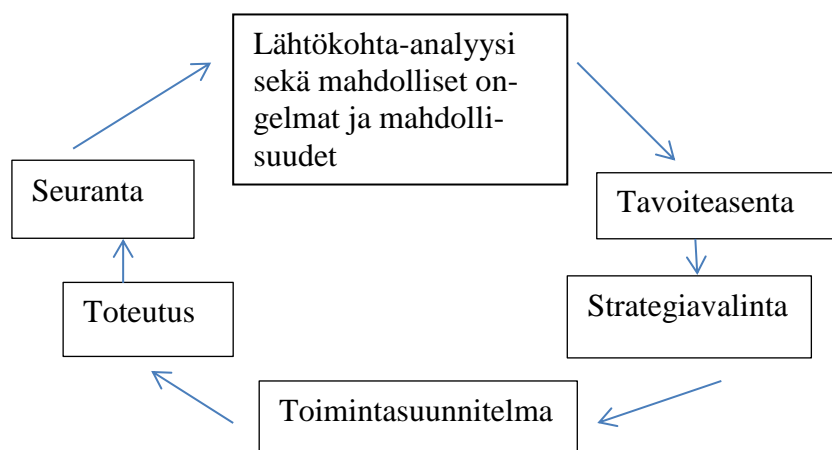 Lähtökohta-analyysi
sekä mahdolliset on-
gelmat ja mahdolli-
suudet
Seuranta
Tavoiteasenta
Toteutus
Strategiavalinta
Toimintasuunnitelma